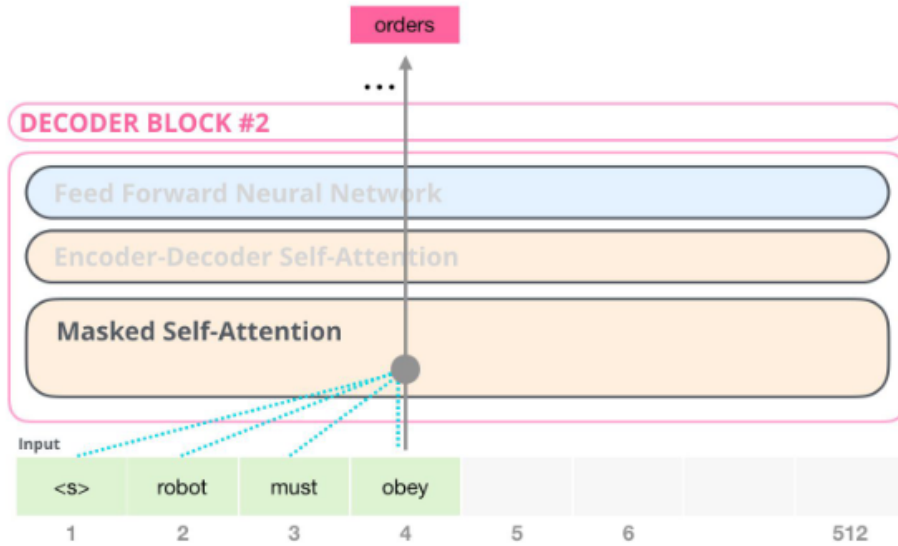 orders
...
DECODER BLOCK #2
Feed Forward Neural Network
Encoder-Decoder Self-Attention
Masked Self-Attention
Input
<s> robot must obey
1 2 3 4 5 6 512